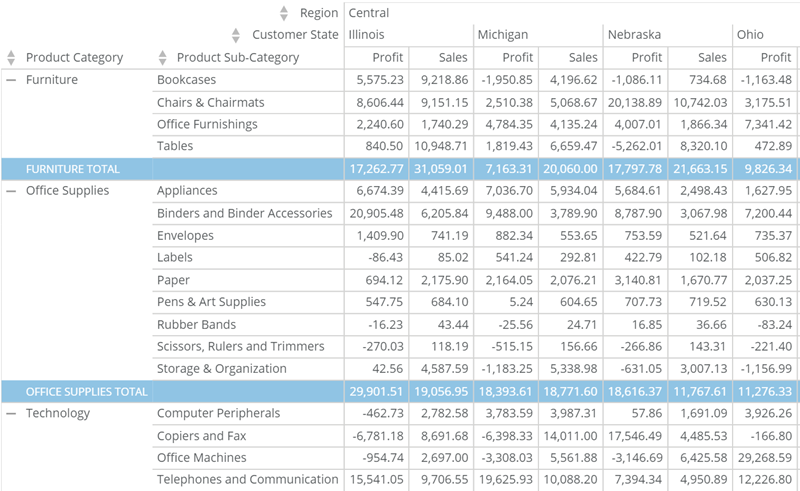 Region Central
Customer State Illinois Michigan Nebraska Ohio
Product Category Product Sub-Category Profit Sales Profit Sales Profit Sales Profit
Furniture Bookcases 5,575.23 9,218.86 -1,950.85 4,196.62 -1,086.11 734.68 -1,163.48
Chairs & Chairmats 8,606.44 9,151.15 2,510.38 5,068.67 20,138.89 10,742.03 3,175.51
Office Furnishings 2,240.60 1,740.29 4,784.35 4,135.24 4,007.01 1,866.34 7,341.42
Tables 840.50 10,948.71 1,819.43 6,659.47 -5,262.01 8,320.10 472.89
FURNITURE TOTAL 17,262.77 31,059.01 7,163.31 20,060.00 17,797.78 21,663.15 9,826.34
Office Supplies Appliances 6,674.39 4,415.69 7,036.70 5,934.04 5,684.61 2,498.43 1,627.95
Binders and Binder Accessories 20,905.48 6,205.84 9,488.00 3,789.90 8,787.90 3,067.98 7,200.44
Envelopes 1,409.90 741.19 882.34 553.65 753.59 521.64 735.37
Labels -86.43 85.02 541.24 292.81 422.79 102.18 506.82
Paper 694.12 2,175.90 2,164.05 2,076.21 3,140.81 1,670.77 2,037.25
Pens & Art Supplies 547.75 684.10 5.24 604.65 707.73 719.52 630.13
Rubber Bands -16.23 43.44 -25.56 24.71 16.85 36.66 -83.24
Scissors, Rulers and Trimmers -270.03 118.19 -515.15 156.66 -266.86 143.31 -221.40
Storage & Organization 42.56 4,587.59 -1,183.25 5,338.98 -631.05 3,007.13 -1,156.99
OFFICE SUPPLIES TOTAL 29,901.51 19,056.95 18,393.61 18,771.60 18,616.37 11,767.61 11,276.33
Technology Computer Peripherals -462.73 2,782.58 3,783.59 3,987.31 57.86 1,691.09 3,926.26
Copiers and Fax -6,781.18 8,691.68 -6,398.33 14,011.00 17,546.49 4,485.53 -166.80
Office Machines -954.74 2,697.00 -3,308.03 5,561.88 -3,146.69 6,425.58 29,268.59
Telephones and Communication 15,541.05 9,706.55 19,625.93 10,088.20 7,394.34 4,950.89 12,226.80